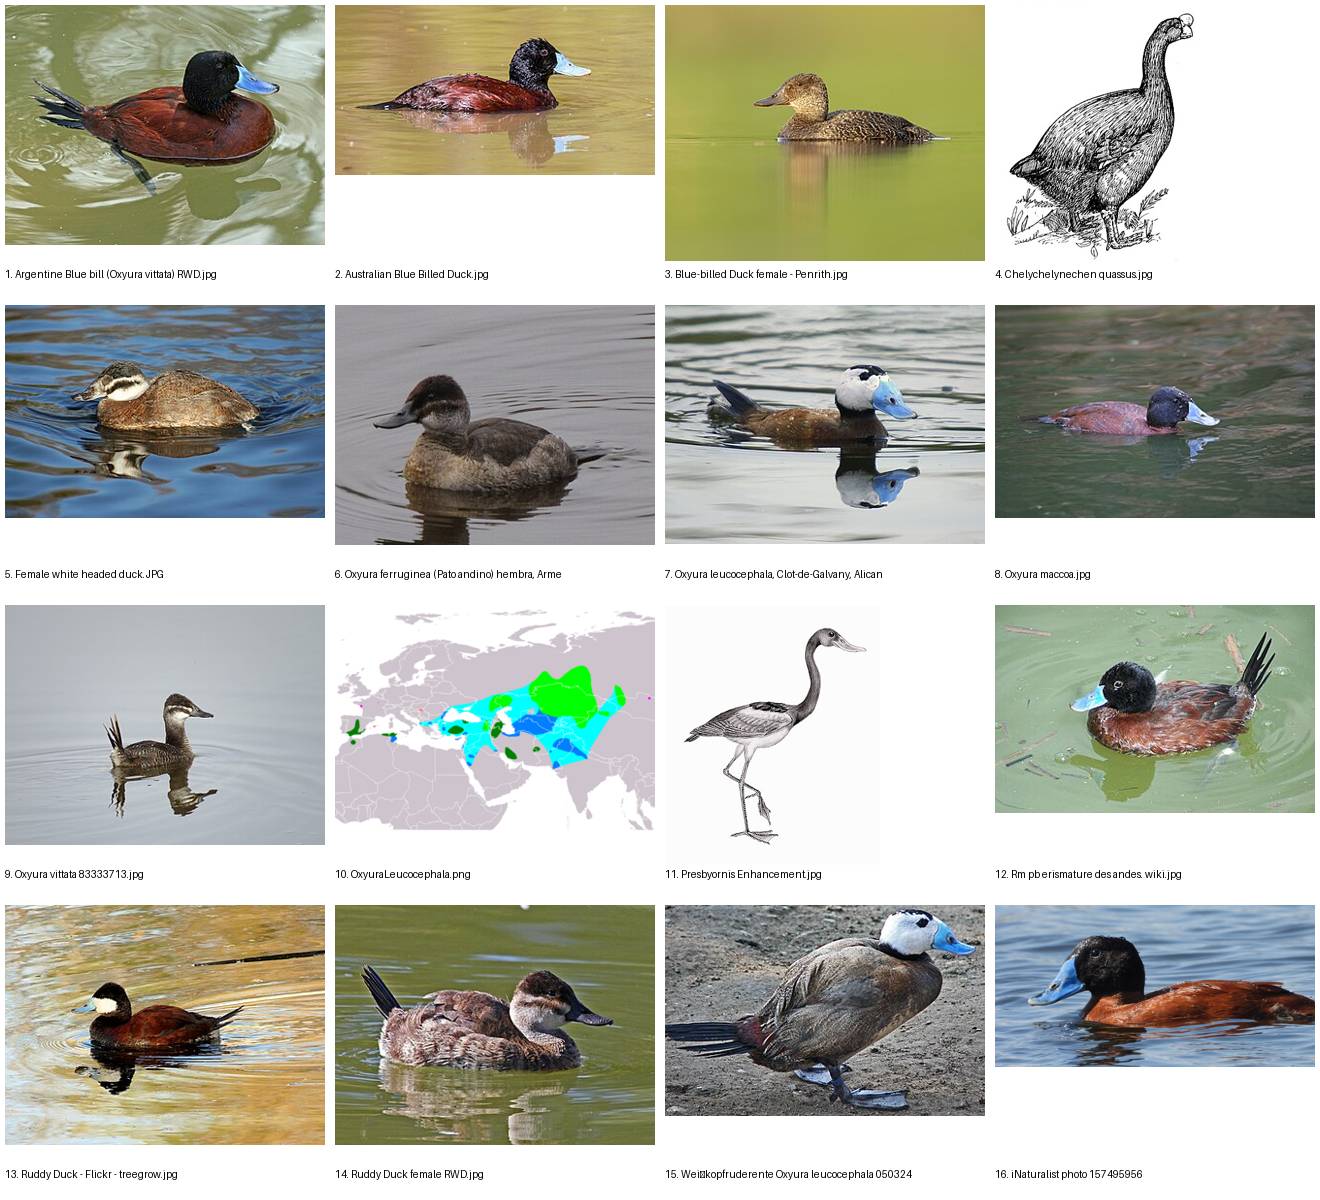 1. Argentine Blue bill (Oxyura vittata) RWD.jpg
2. Australian Blue Billed Duck.jpg
3. Blue-billed Duck female - Penrith.jpg
4. Chelychelynechen quassus.jpg
5. Female white headed duck.JPG
6. Oxyura ferruginea (Pato andino) hembra, Arme
7. Oxyura leucocephala, Clot-de-Galvany, Alican
8. Oxyura maccoa.jpg
9. Oxyura vittata 83333713.jpg
10. OxyuraLeucocephala.png
11. Presbyornis Enhancement.jpg
12. Rm pb erismature des andes. wiki.jpg
13. Ruddy Duck - Flickr - treegrow.jpg
14. Ruddy Duck female RWD.jpg
15. Wei▯kopfruderente Oxyura leucocephala 050324
16. iNaturalist photo 157495956